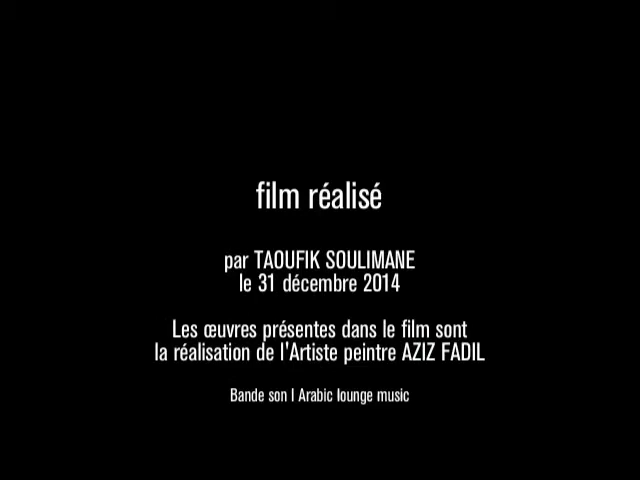 film réalisé
par TAOUFIK SOULIMANE
le 31 décembre 2014
Les œuvres présentes dans le film sont
la réalisation de l'Artiste peintre AZIZ FADIL
Bande son I Arabic lounge music